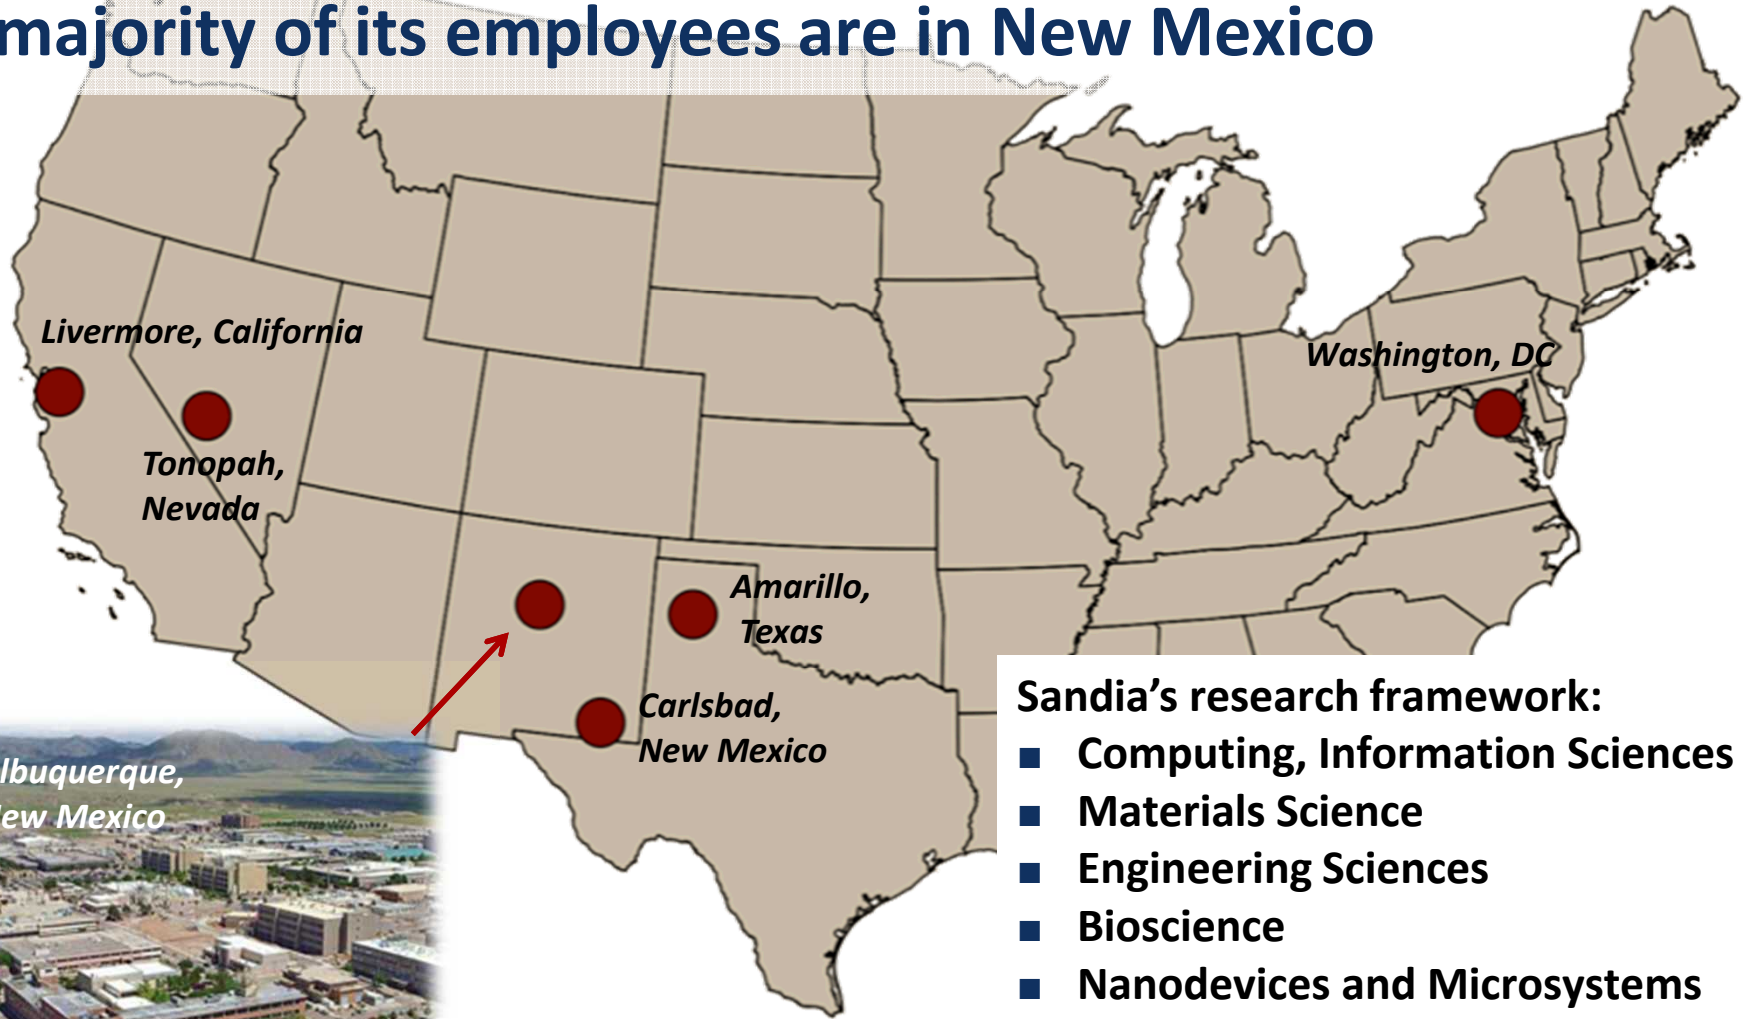 majority of its employees are in New Mexico
Livermore, California
Washington, DC
Tonopah,
Nevada
Amarillo,
Texas
Carlsbad,
New Mexico
lbuquerque,
ew Mexico
Sandia’s research framework:
■ Computing, Information Sciences
■ Materials Science
■ Engineering Sciences
■ Bioscience
■ Nanodevices and Microsystems